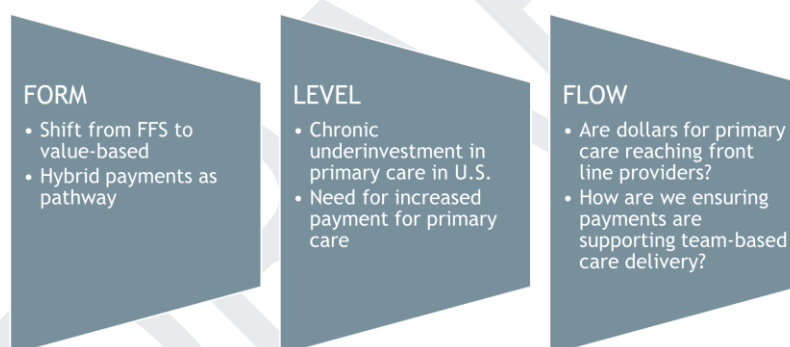 FORM
• Shift from FFS to
value-based
• Hybrid payments as
pathway
LEVEL
• Chronic
underinvestment in
primary care in U.S.
• Need for increased
payment for primary
care
FLOW
• Are dollars for primary
care reaching front
line providers?
• How are we ensuring
payments are
supporting team-based
care delivery?